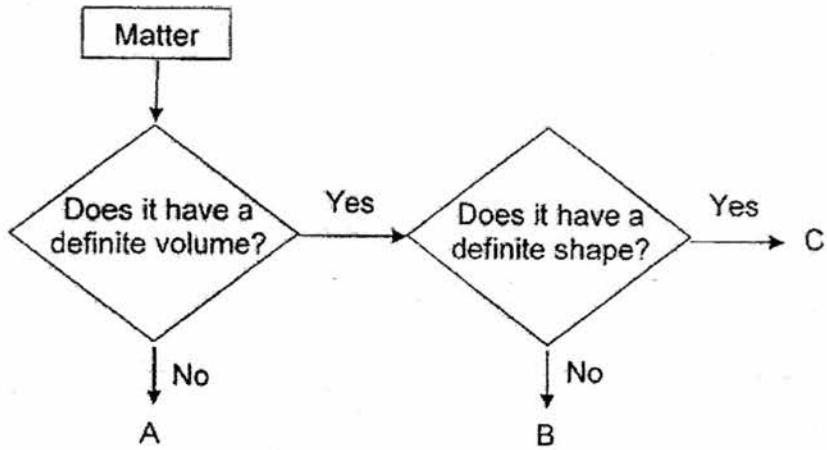 Matter
Does it have a
definite volume?
Yes
Does it have a
definite shape?
Yes
C
No
A
No
B